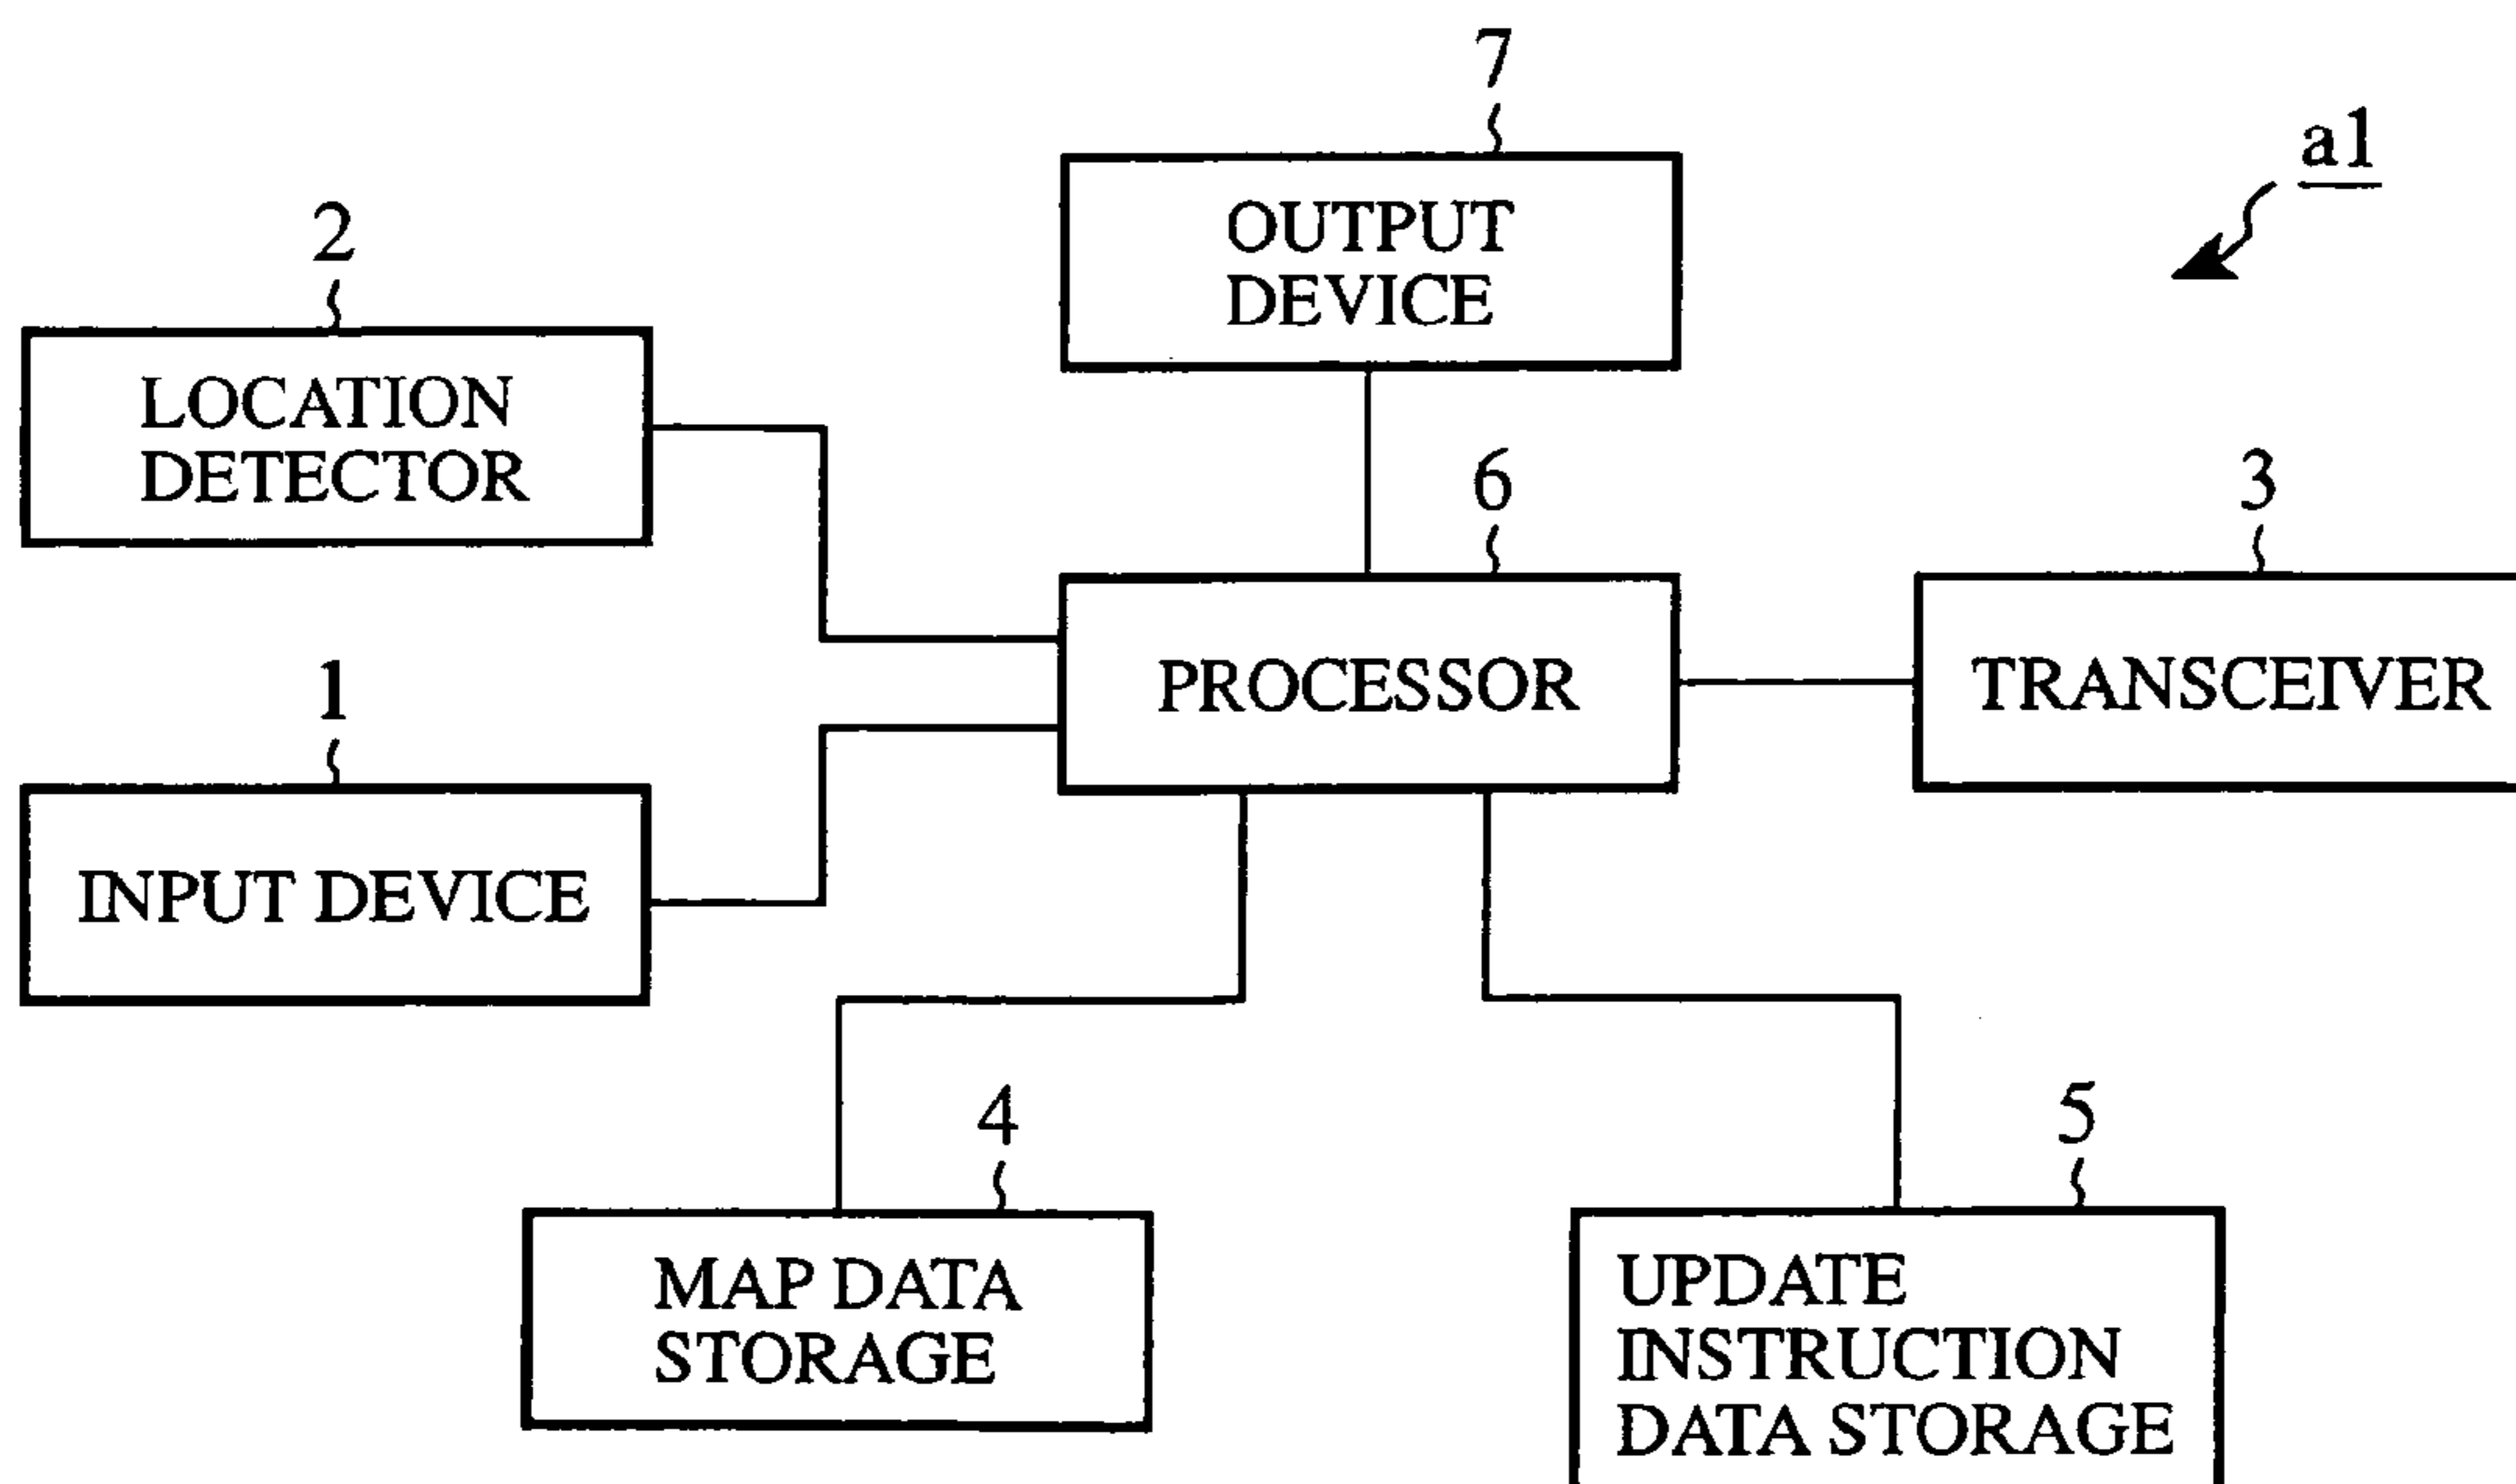 7
a1
OUTPUT
DEVICE
2
LOCATION
DETECTOR
6
PROCESSOR
3
TRANSCEIVER
1
INPUT DEVICE
4
MAP DATA
STORAGE
5
UPDATE
INSTRUCTION
DATA STORAGE